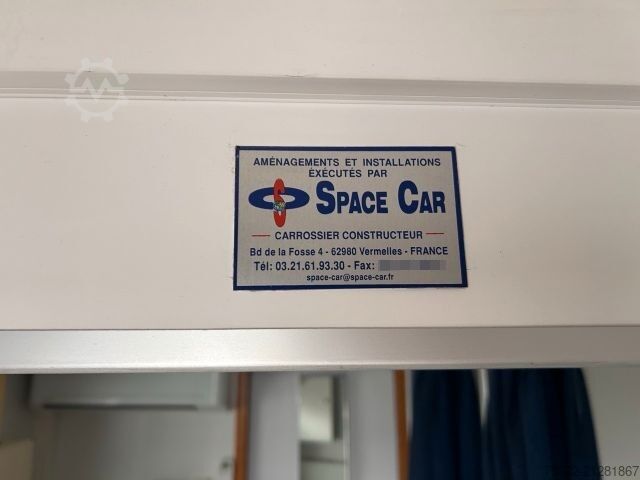 AMÉNAGEMENTS ET INSTALLATIONS
ÉXÉCUTÉS PAR
SPACE CAR
CARROSSIER CONSTRUCTEUR
Bd de la Fosse 4 - 62980 Vermelles - FRANCE
Tél: 03.21.61.93.30 - Fax:
space-car@space-car.fr